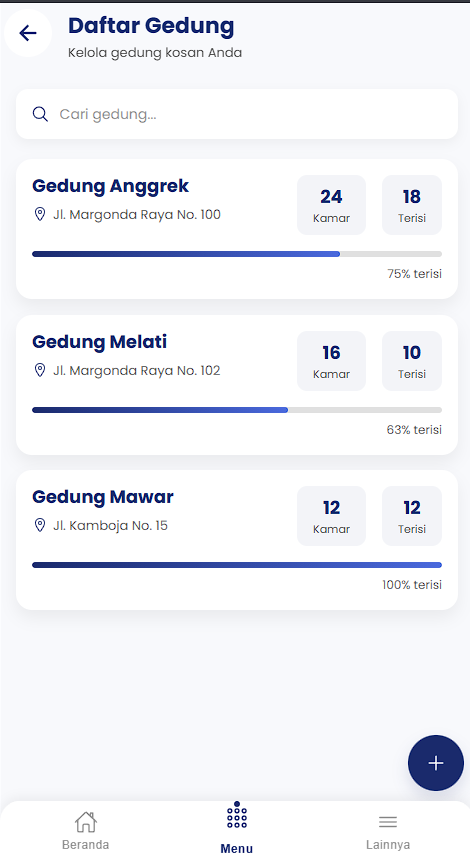 Daftar Gedung
Kelola gedung kosan Anda
Cari gedung...
Gedung Anggrek
Jl. Margonda Raya No. 100
24
Kamar
18
Terisi
75% terisi
Gedung Melati
Jl. Margonda Raya No. 102
16
Kamar
10
Terisi
63% terisi
Gedung Mawar
Jl. Kamboja No. 15
12
Kamar
12
Terisi
100% terisi
Beranda
Menu
Lainnya